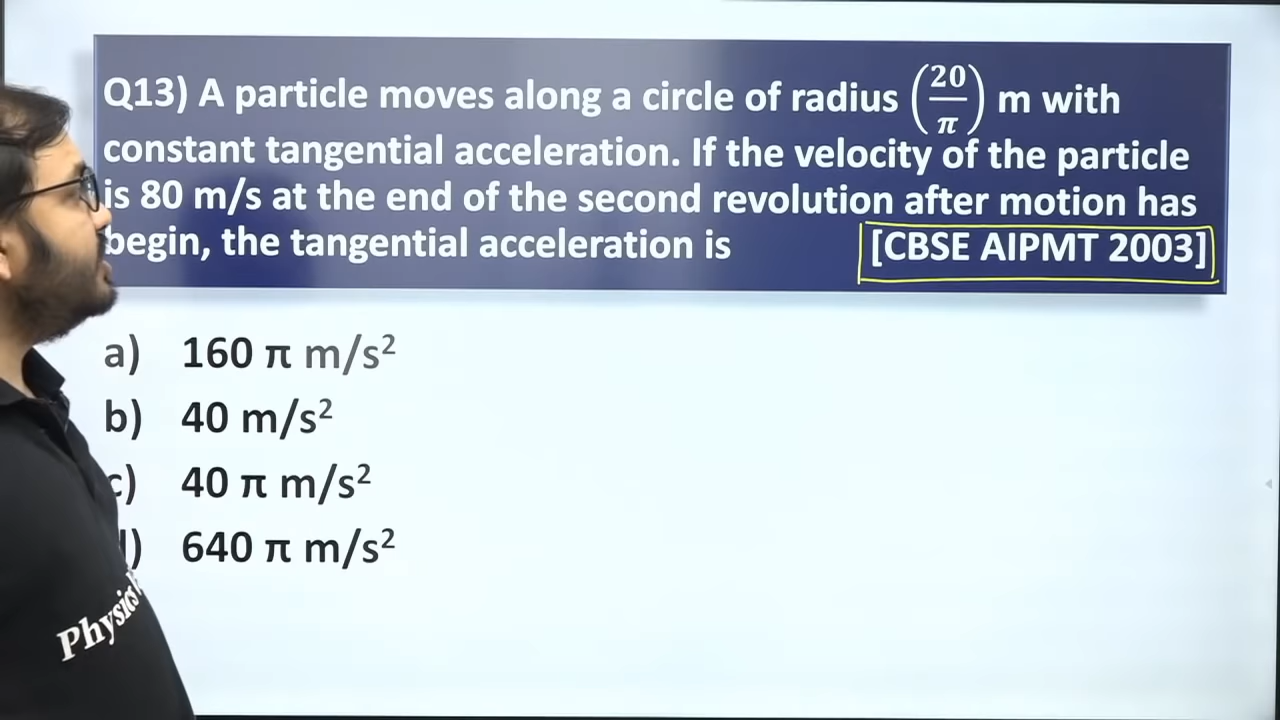 Q13) A particle moves along a circle of radius (20/π) m with
constant tangential acceleration. If the velocity of the particle
is 80 m/s at the end of the second revolution after motion has
begin, the tangential acceleration is [CBSE AIPMT 2003]
a) 160 π m/s²
b) 40 m/s²
c) 40 π m/s²
d) 640 π m/s²
Physics